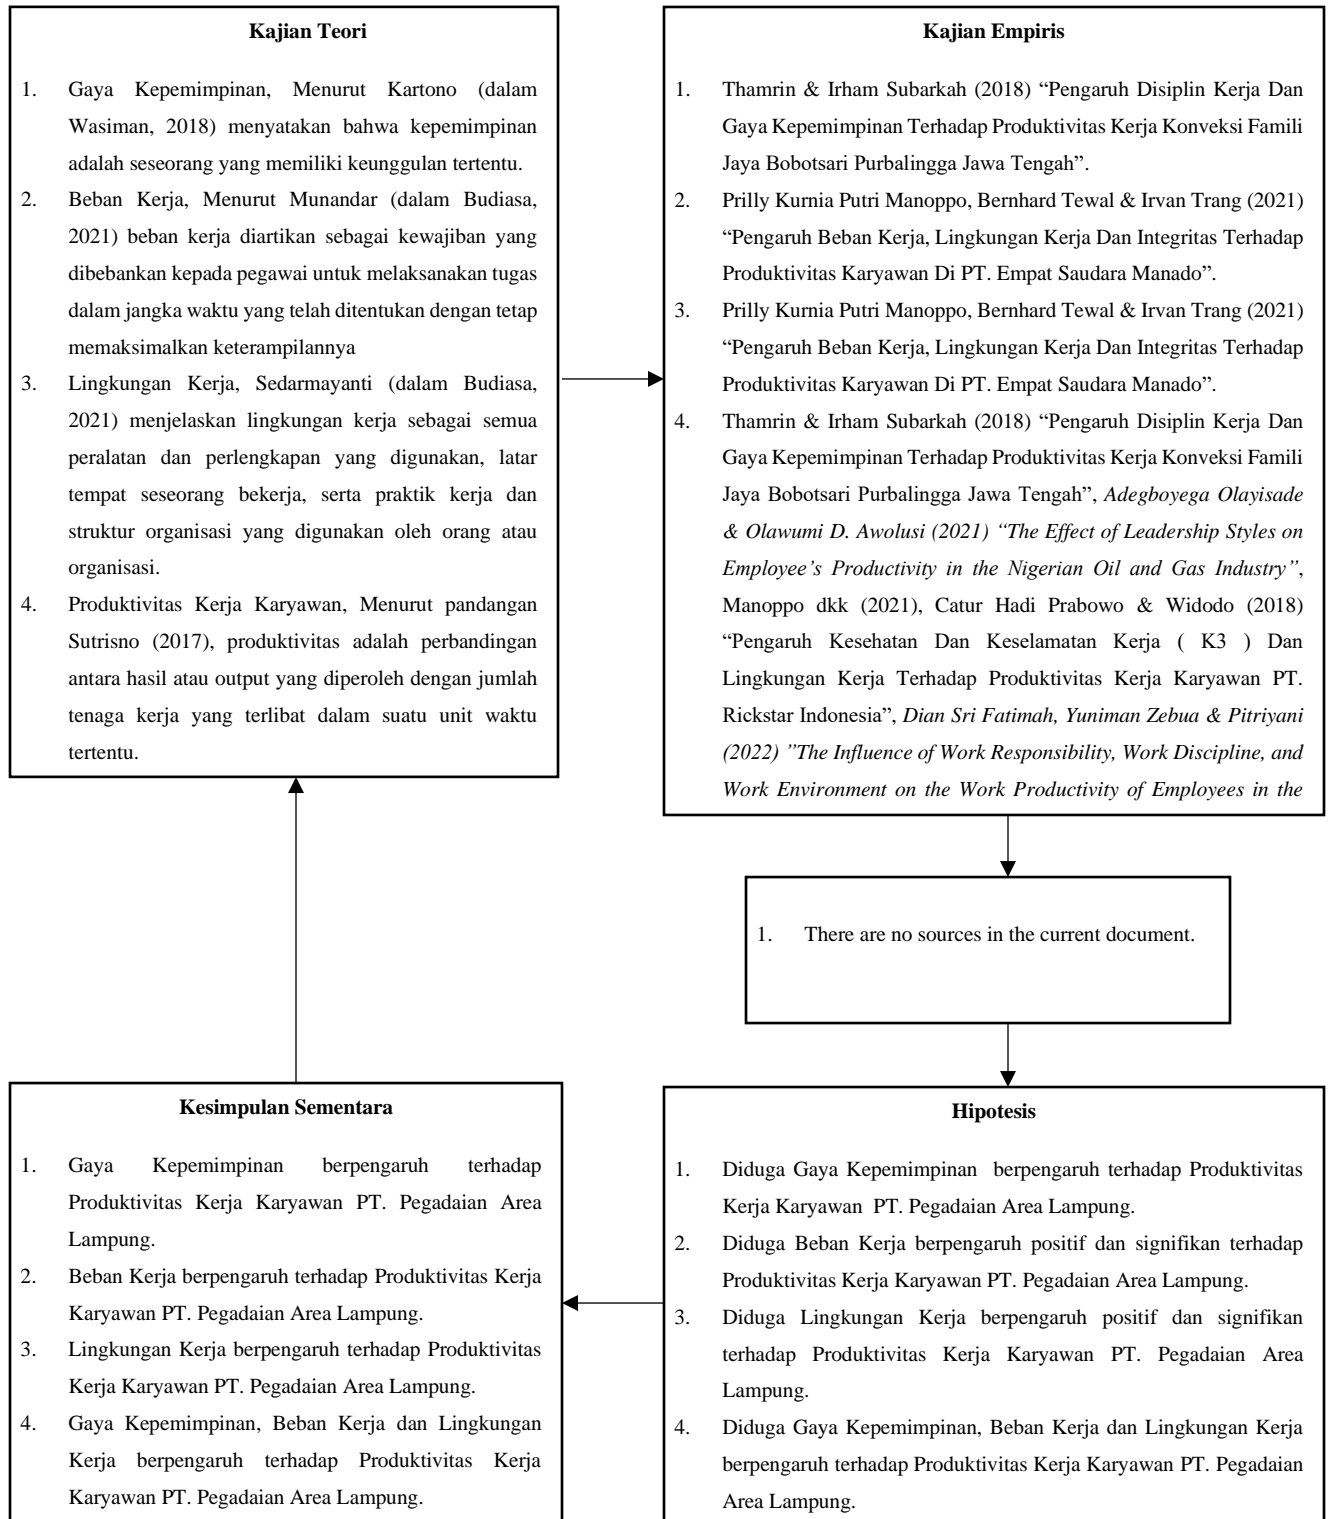 Kajian Teori
1. Gaya Kepemimpinan, Menurut Kartono (dalam
Wasiman, 2018) menyatakan bahwa kepemimpinan
adalah seseorang yang memiliki keunggulan tertentu.
2. Beban Kerja, Menurut Munandar (dalam Budiasa,
2021) beban kerja diartikan sebagai kewajiban yang
dibebankan kepada pegawai untuk melaksanakan tugas
dalam jangka waktu yang telah ditentukan dengan tetap
memaksimalkan keterampilannya
3. Lingkungan Kerja, Sedarmayanti (dalam Budiasa,
2021) menjelaskan lingkungan kerja sebagai semua
peralatan dan perlengkapan yang digunakan, latar
tempat seseorang bekerja, serta praktik kerja dan
struktur organisasi yang digunakan oleh orang atau
organisasi.
4. Produktivitas Kerja Karyawan, Menurut pandangan
Sutrisno (2017), produktivitas adalah perbandingan
antara hasil atau output yang diperoleh dengan jumlah
tenaga kerja yang terlibat dalam suatu unit waktu
tertentu.
Kajian Empiris
1. Thamrin & Irham Subarkah (2018) “Pengaruh Disiplin Kerja Dan
Gaya Kepemimpinan Terhadap Produktivitas Kerja Konveksi Famili
Jaya Bobotsari Purbalingga Jawa Tengah”.
2. Prilly Kurnia Putri Manoppo, Bernhard Tewal & Irvan Trang (2021)
“Pengaruh Beban Kerja, Lingkungan Kerja Dan Integritas Terhadap
Produktivitas Karyawan Di PT. Empat Saudara Manado”.
3. Prilly Kurnia Putri Manoppo, Bernhard Tewal & Irvan Trang (2021)
“Pengaruh Beban Kerja, Lingkungan Kerja Dan Integritas Terhadap
Produktivitas Karyawan Di PT. Empat Saudara Manado”.
4. Thamrin & Irham Subarkah (2018) “Pengaruh Disiplin Kerja Dan
Gaya Kepemimpinan Terhadap Produktivitas Kerja Konveksi Famili
Jaya Bobotsari Purbalingga Jawa Tengah”, Adegboyega Olayisade
& Olawumi D. Awolusi (2021) “The Effect of Leadership Styles on
Employee’s Productivity in the Nigerian Oil and Gas Industry”,
Manoppo dkk (2021), Catur Hadi Prabowo & Widodo (2018)
“Pengaruh Kesehatan Dan Keselamatan Kerja ( K3 ) Dan
Lingkungan Kerja Terhadap Produktivitas Kerja Karyawan PT.
Rickstar Indonesia”, Dian Sri Fatimah, Yuniman Zebua & Pitriyani
(2022) ”The Influence of Work Responsibility, Work Discipline, and
Work Environment on the Work Productivity of Employees in the
1. There are no sources in the current document.
Kesimpulan Sementara
1. Gaya Kepemimpinan berpengaruh terhadap
Produktivitas Kerja Karyawan PT. Pegadaian Area
Lampung.
2. Beban Kerja berpengaruh terhadap Produktivitas Kerja
Karyawan PT. Pegadaian Area Lampung.
3. Lingkungan Kerja berpengaruh terhadap Produktivitas
Kerja Karyawan PT. Pegadaian Area Lampung.
4. Gaya Kepemimpinan, Beban Kerja dan Lingkungan
Kerja berpengaruh terhadap Produktivitas Kerja
Karyawan PT. Pegadaian Area Lampung.
Hipotesis
1. Diduga Gaya Kepemimpinan berpengaruh terhadap Produktivitas
Kerja Karyawan PT. Pegadaian Area Lampung.
2. Diduga Beban Kerja berpengaruh positif dan signifikan terhadap
Produktivitas Kerja Karyawan PT. Pegadaian Area Lampung.
3. Diduga Lingkungan Kerja berpengaruh positif dan signifikan
terhadap Produktivitas Kerja Karyawan PT. Pegadaian Area
Lampung.
4. Diduga Gaya Kepemimpinan, Beban Kerja dan Lingkungan Kerja
berpengaruh terhadap Produktivitas Kerja Karyawan PT. Pegadaian
Area Lampung.